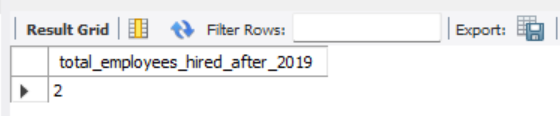 Result Grid Filter Rows: Export:
total_employees_hired_after_2019
2